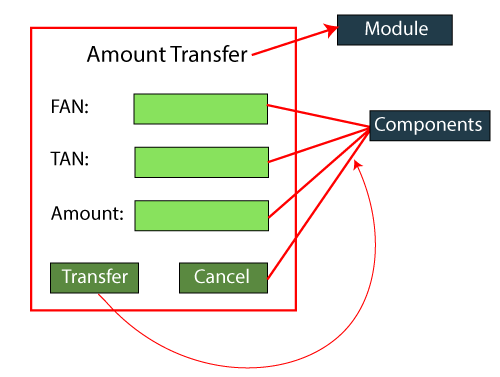 Module
Amount Transfer
FAN:
Components
TAN:
Amount:
Transfer
Cancel